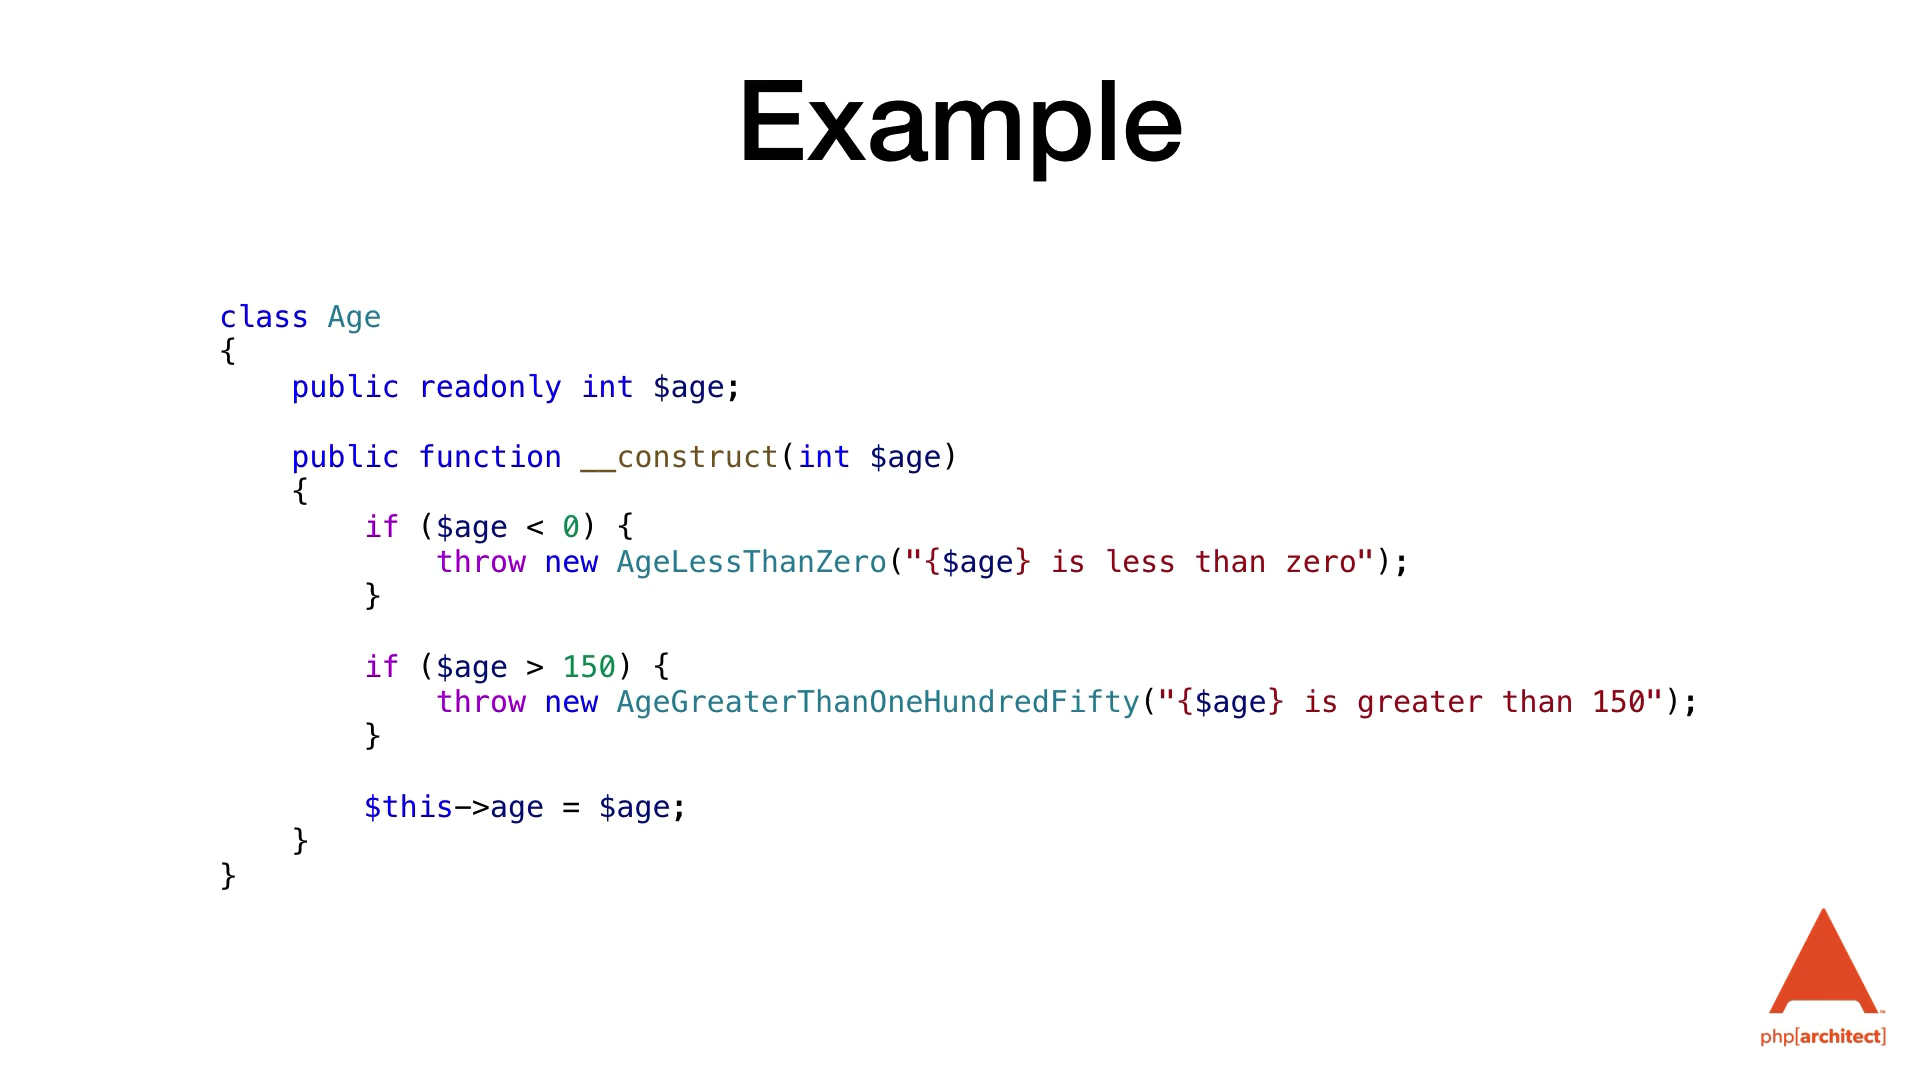 Example
class Age
{
    public readonly int $age;

    public function __construct(int $age)
    {
        if ($age < 0) {
            throw new AgeLessThanZero("{$age} is less than zero");
        }

        if ($age > 150) {
            throw new AgeGreaterThanOneHundredFifty("{$age} is greater than 150");
        }

        $this->age = $age;
    }
}
php[architect]